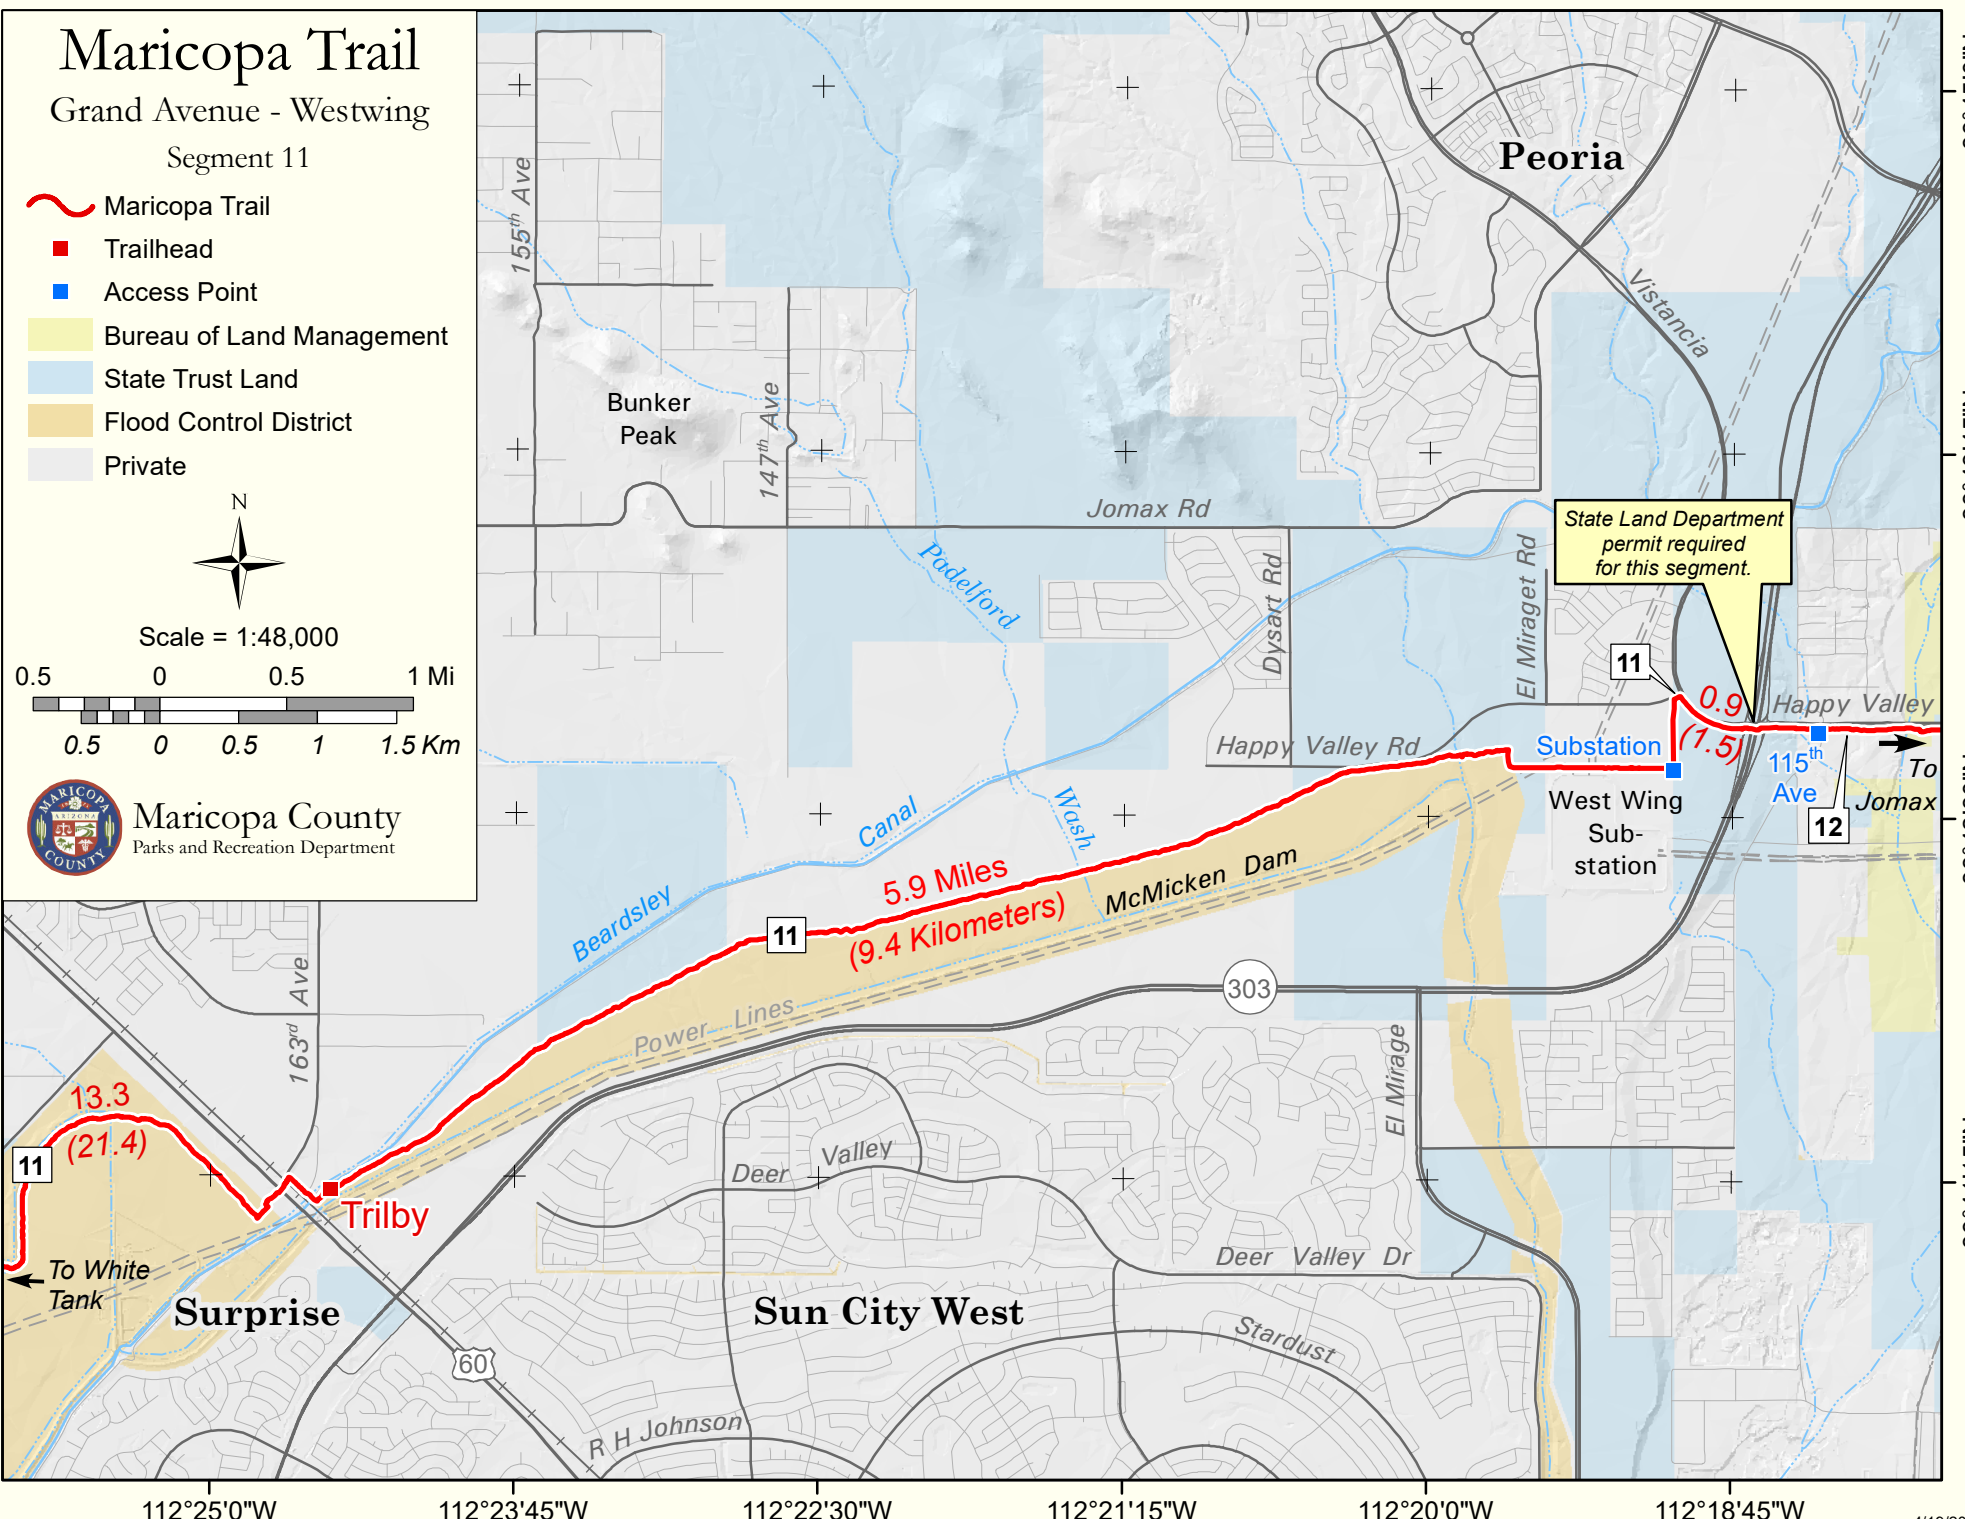 Maricopa Trail
Grand Avenue - Westwing
Segment 11
Maricopa Trail
Trailhead
Access Point
Bureau of Land Management
State Trust Land
Flood Control District
Private
N
Scale = 1:48,000
0.5 0 0.5 1 Mi
0.5 0 0.5 1 1.5 Km
MARICOPA
ARIZONA
COUNTY
Maricopa County
Parks and Recreation Department
155th Ave
Bunker
Peak
147th Ave
Jomax Rd
Peoria
Vistancia
Padelford
Wash
Dysart Rd
El Miraget Rd
State Land Department
permit required
for this segment.
11
0.9
(1.5)
Happy Valley
Happy Valley Rd
Substation
115th
Ave
To
Jomax
12
West Wing
Sub-
station
Beardsley
Canal
5.9 Miles
(9.4 Kilometers)
11
McMicken Dam
Power Lines
303
163rd Ave
El Mirage
13.3
(21.4)
11
Trilby
To White
Tank
Surprise
Deer Valley
Deer Valley Dr
Sun City West
Stardust
60
R H Johnson
112°25'0"W 112°23'45"W 112°22'30"W 112°21'15"W 112°20'0"W 112°18'45"W